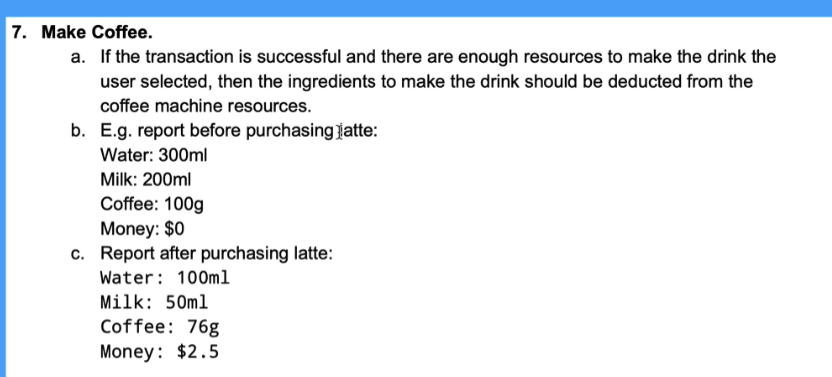 7. Make Coffee.
a. If the transaction is successful and there are enough resources to make the drink the
user selected, then the ingredients to make the drink should be deducted from the
coffee machine resources.
b. E.g. report before purchasing latte:
Water: 300ml
Milk: 200ml
Coffee: 100g
Money: $0
c. Report after purchasing latte:
Water: 100ml
Milk: 50ml
Coffee: 76g
Money: $2.5